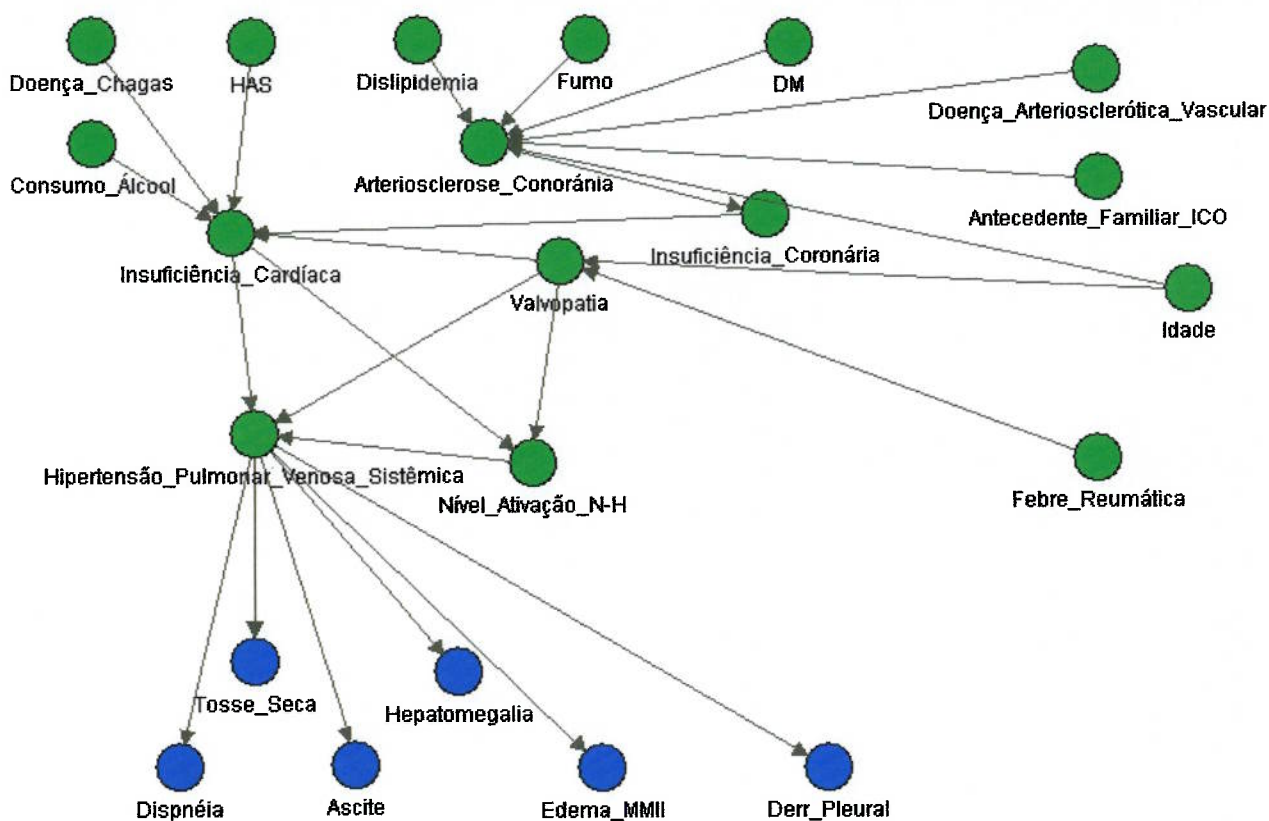 Doença_Chagas
HAS
Dislipidemia
Fumo
DM
Doença_Arteriosclerótica_Vascular
Consumo_Álcool
Arteriosclerose_Conoránia
Antecedente_Familiar_ICO
Insuficiência_Coronária
Insuficiência_Cardíaca
Valvopatia
Idade
Hipertensão_Pulmonar_Venosa_Sistêmica
Nível_Ativação_N-H
Febre_Reumática
Tosse_Seca
Hepatomegalia
Dispnéia
Ascite
Edema_MMII
Derr_Pleural